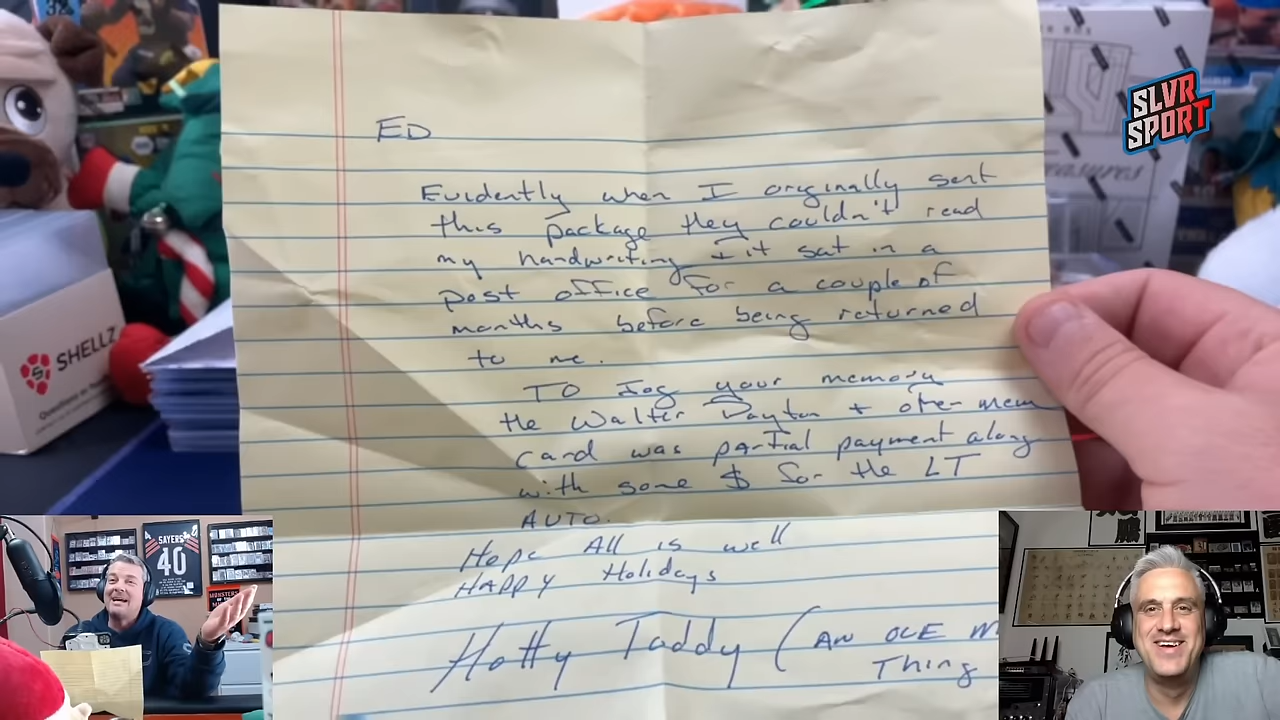 ED
Evidently when I originally sent
this package they couldn't read
my handwriting & it sat in a
post office for a couple of
months before being returned
to me.
TO Jog your memory
the Walter Payton + other mem
card was partial payment along
with some $ for the LT
AUTO.
Hope All is well
HAPPY Holidays
Hotty Toddy (AN OLE M
Thing
SLVR
SPORT
SHELLZ
SAYERS
40
MONSTERS